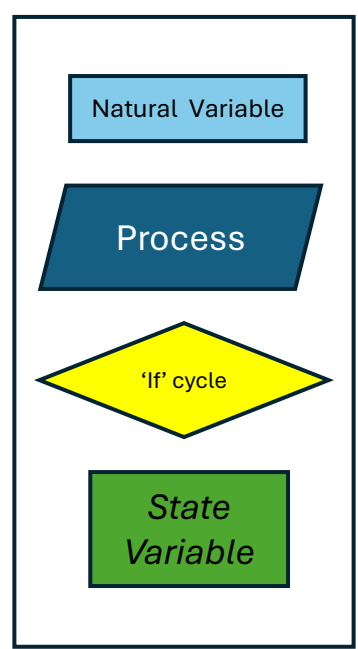 Natural Variable
Process
‘If’ cycle
State
Variable